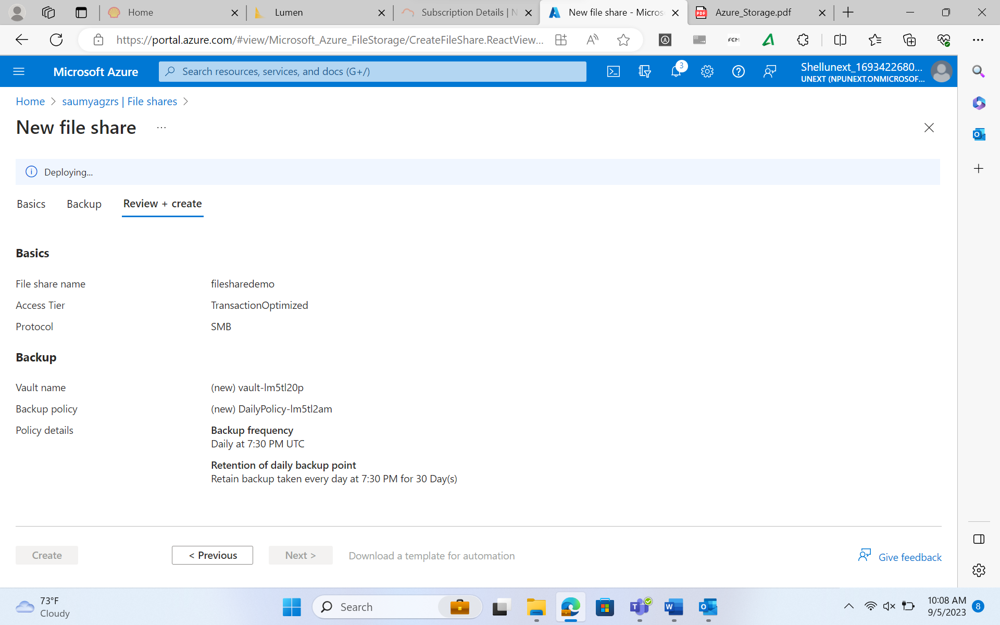 Home
Lumen
Subscription Details | N
New file share - Micros
PDF
Azure_Storage.pdf
https://portal.azure.com/#view/Microsoft_Azure_FileStorage/CreateFileShare.ReactView...
FCM
Microsoft Azure
Search resources, services, and docs (G+/)
3
Shellunext_1693422680...
UNEXT (NPUNEXT.ONMICROSOF...
Home > saumyagzrs | File shares >
New file share ...
Deploying...
Basics
Backup
Review + create
Basics
File share name
filesharedemo
Access Tier
TransactionOptimized
Protocol
SMB
Backup
Vault name
(new) vault-lm5tl20p
Backup policy
(new) DailyPolicy-lm5tl2am
Policy details
Backup frequency
Daily at 7:30 PM UTC
Retention of daily backup point
Retain backup taken every day at 7:30 PM for 30 Day(s)
Create
< Previous
Next >
Download a template for automation
Give feedback
73°F
Cloudy
Search
10:08 AM
9/5/2023
8